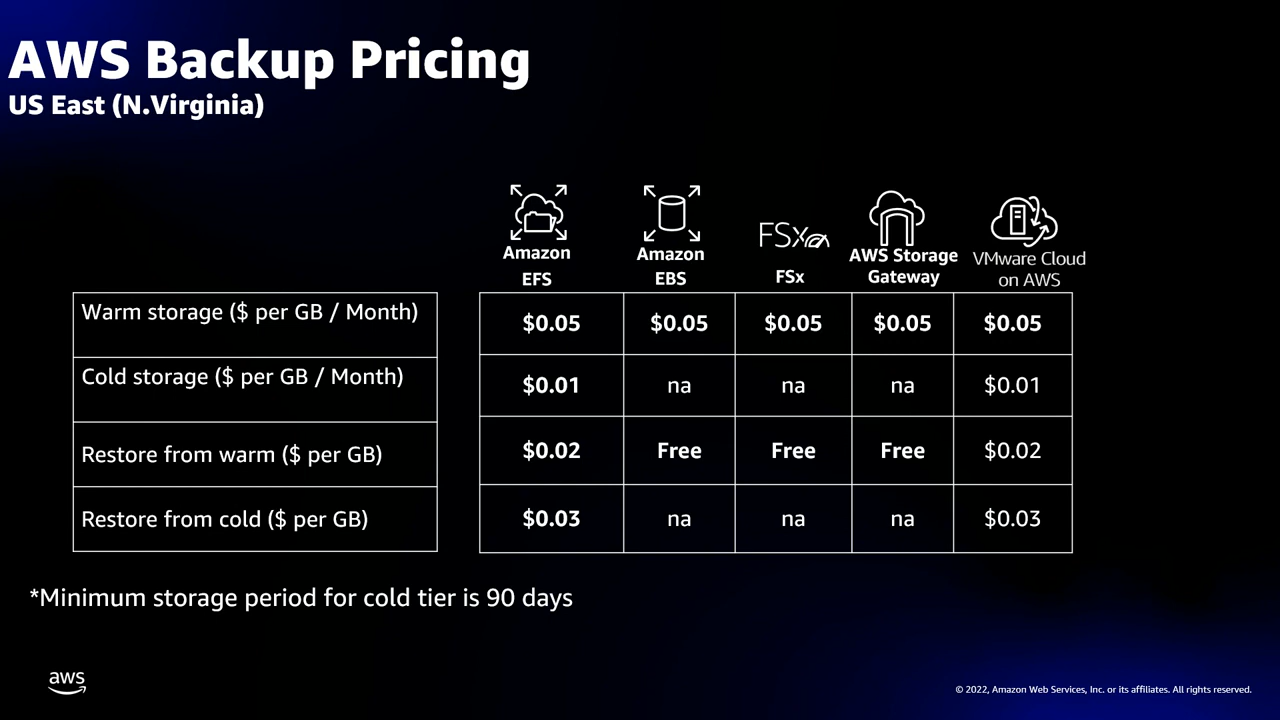 AWS Backup Pricing
US East (N.Virginia)
Amazon
EFS
Amazon
EBS
FSx
FSx
AWS Storage
Gateway
VMware Cloud
on AWS
Warm storage ($ per GB / Month) $0.05 $0.05 $0.05 $0.05 $0.05
Cold storage ($ per GB / Month) $0.01 na na na $0.01
Restore from warm ($ per GB) $0.02 Free Free Free $0.02
Restore from cold ($ per GB) $0.03 na na na $0.03
*Minimum storage period for cold tier is 90 days
aws
© 2022, Amazon Web Services, Inc. or its affiliates. All rights reserved.